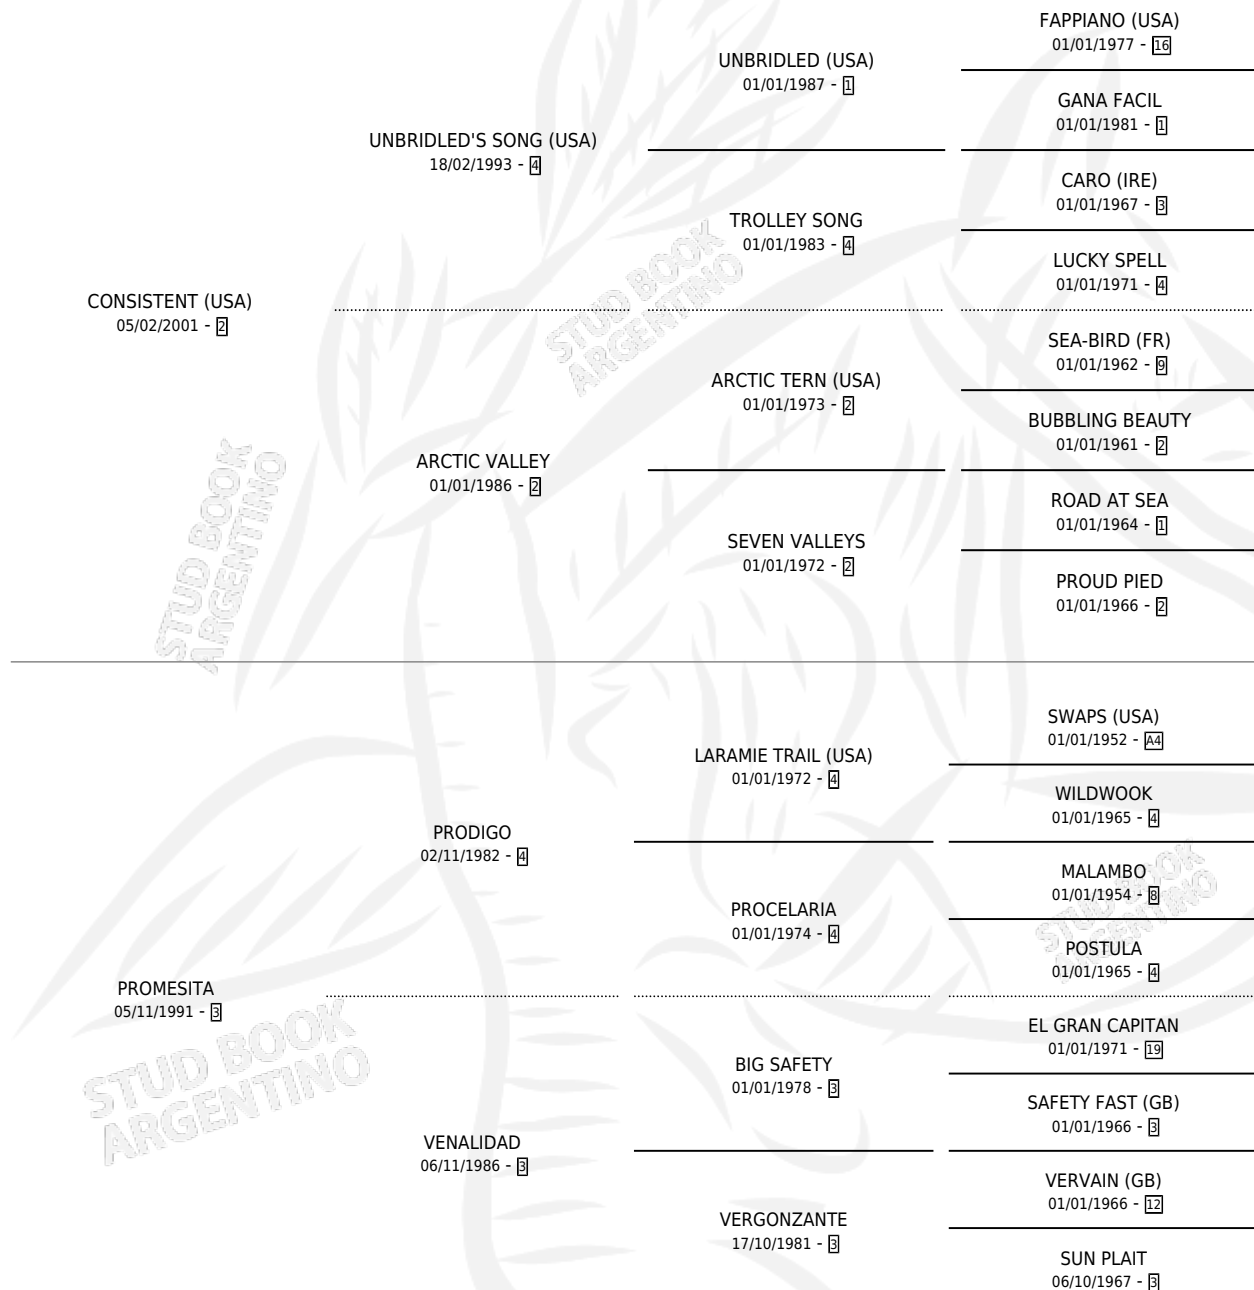 FAPPIANO (USA)
01/01/1977 - 16
UNBRIDLED (USA)
01/01/1987 - 1
GANA FACIL
01/01/1981 - 1
UNBRIDLED'S SONG (USA)
18/02/1993 - 4
CARO (IRE)
01/01/1967 - 3
TROLLEY SONG
01/01/1983 - 4
LUCKY SPELL
01/01/1971 - 4
CONSISTENT (USA)
05/02/2001 - 2
SEA-BIRD (FR)
01/01/1962 - 9
ARCTIC TERN (USA)
01/01/1973 - 2
BUBBLING BEAUTY
01/01/1961 - 2
ARCTIC VALLEY
01/01/1986 - 2
ROAD AT SEA
01/01/1964 - 1
SEVEN VALLEYS
01/01/1972 - 2
PROUD PIED
01/01/1966 - 2
SWAPS (USA)
01/01/1952 - A4
LARAMIE TRAIL (USA)
01/01/1972 - 4
WILDWOOK
01/01/1965 - 4
PRODIGO
02/11/1982 - 4
MALAMBO
01/01/1954 - 8
PROCELARIA
01/01/1974 - 4
POSTULA
01/01/1965 - 4
PROMESITA
05/11/1991 - 3
EL GRAN CAPITAN
01/01/1971 - 19
BIG SAFETY
01/01/1978 - 3
SAFETY FAST (GB)
01/01/1966 - 3
VENALIDAD
06/11/1986 - 3
VERVAIN (GB)
01/01/1966 - 12
VERGONZANTE
17/10/1981 - 3
SUN PLAIT
06/10/1967 - 3
STUD BOOK
ARGENTINO
STUD BOOK
ARGENTINO
STUD BOOK
ARGENTINO
STUD BOOK
ARGENTINO